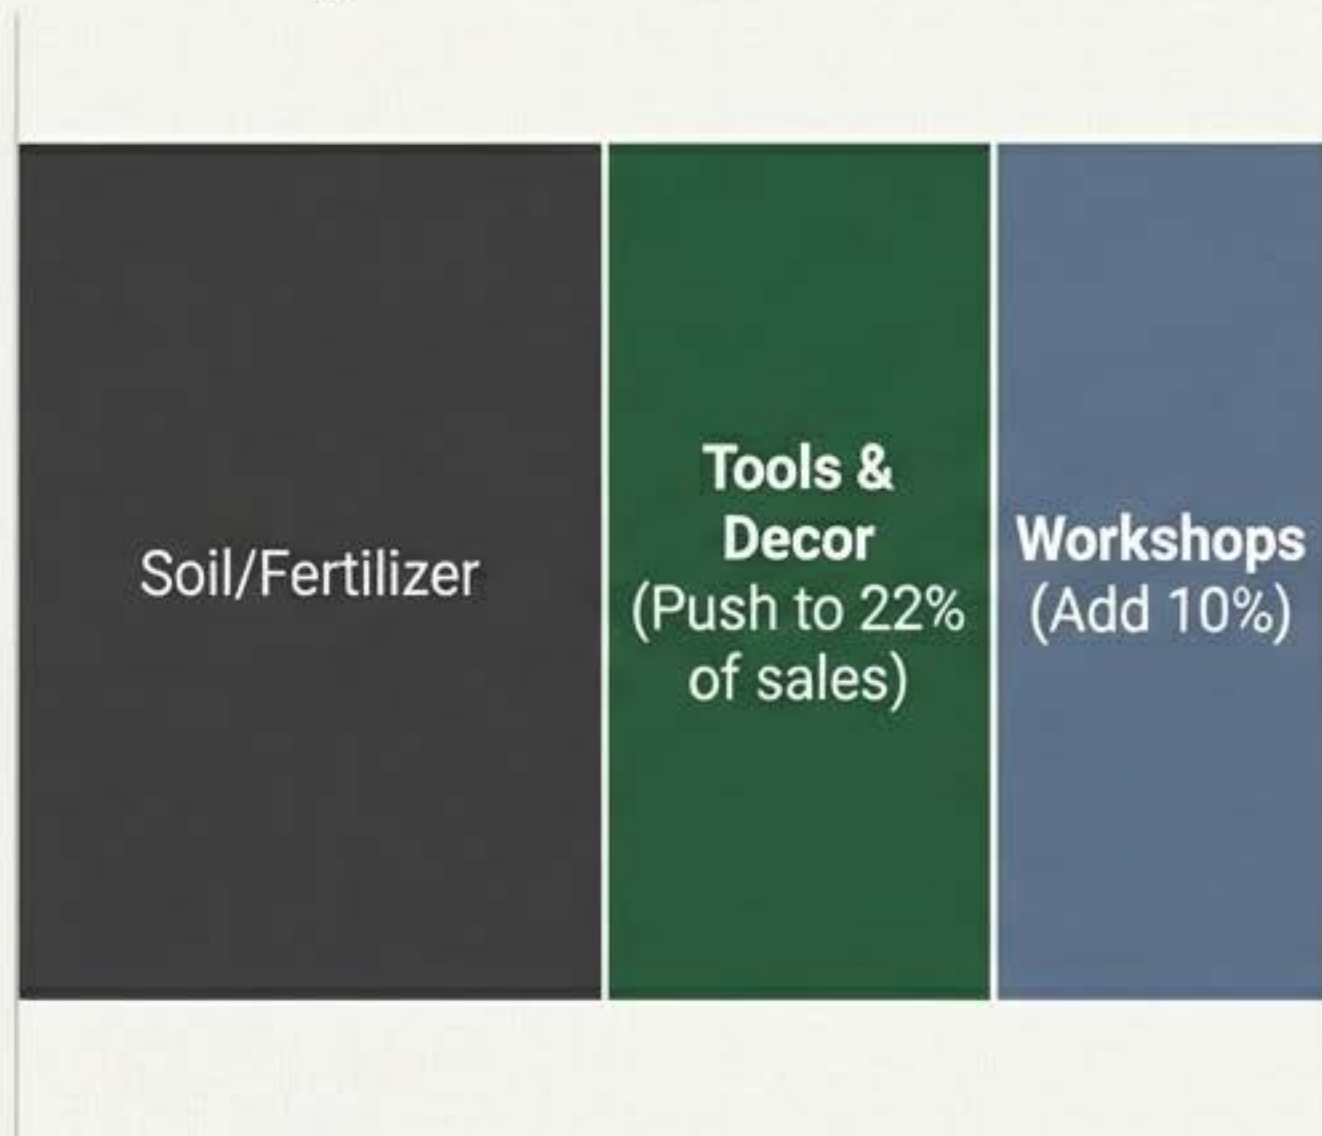 Soil/Fertilizer
Tools &
Decor
(Push to 22%
of sales)
Workshops
(Add 10%)